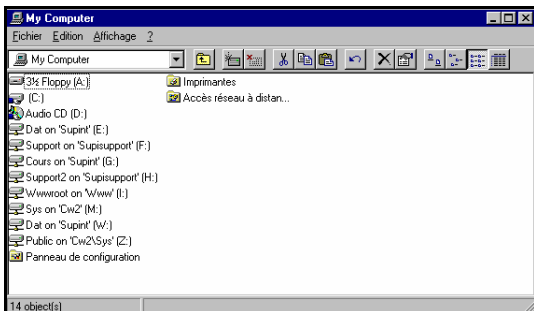 My Computer
Fichier Edition Affichage ?
My Computer
3½ Floppy (A:)
(C:)
Audio CD (D:)
Dat on 'Supint' (E:)
Support on 'Supisupport' (F:)
Cours on 'Supint' (G:)
Support2 on 'Supisupport' (H:)
Wwwroot on 'Www' (I:)
Sys on 'Cw2' (M:)
Dat on 'Supint' (W:)
Public on 'Cw2\Sys' (Z:)
Panneau de configuration
Imprimantes
Accès réseau à distan...
14 object(s)